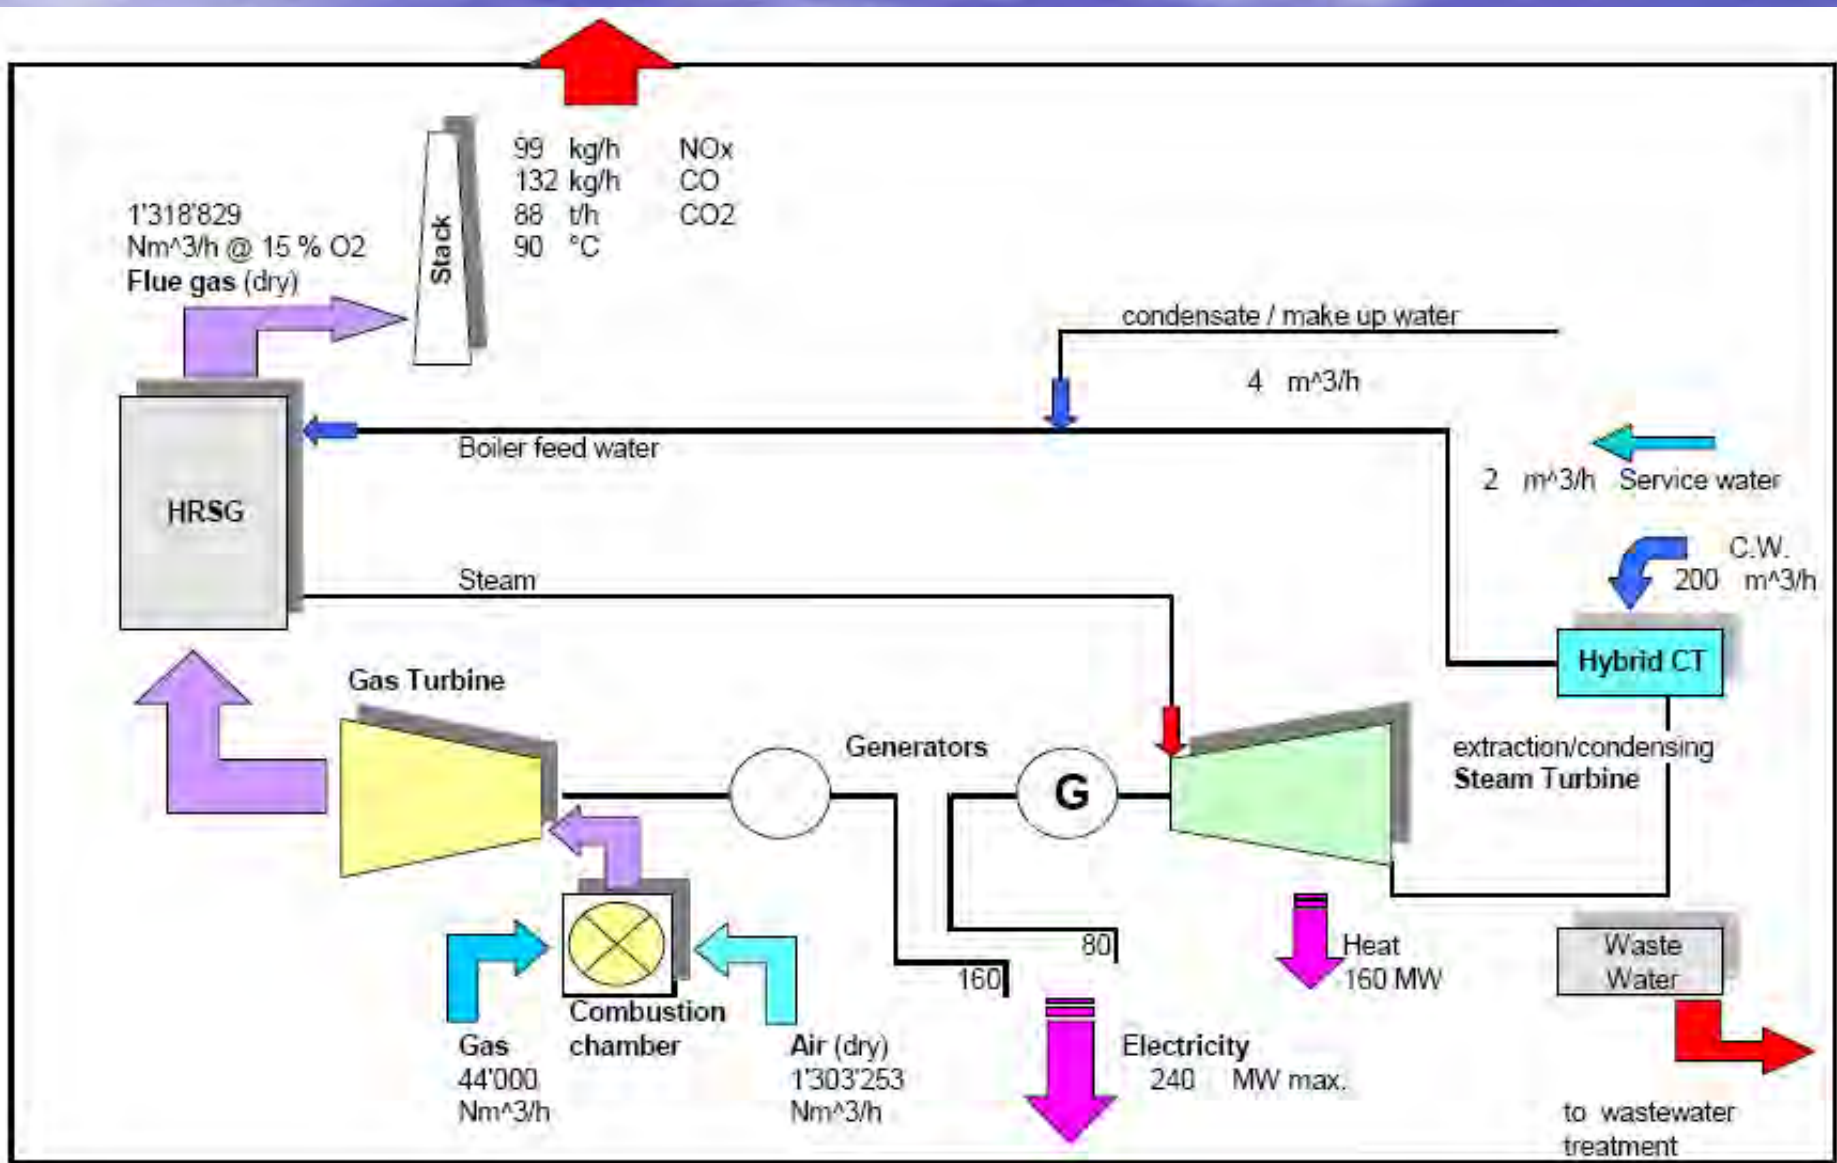 99 kg/h NOx
132 kg/h CO
88 t/h CO2
90 °C
1'318'829
Nm^3/h @ 15 % O2
Flue gas (dry)
Stack
condensate / make up water
4 m^3/h
Boiler feed water
2 m^3/h Service water
HRSG
C.W.
200 m^3/h
Steam
Hybrid CT
Gas Turbine
Generators
extraction/condensing
Steam Turbine
G
80
160
Heat
160 MW
Waste
Water
Combustion
chamber
Gas
44'000
Nm^3/h
Air (dry)
1'303'253
Nm^3/h
Electricity
240 MW max.
to wastewater
treatment